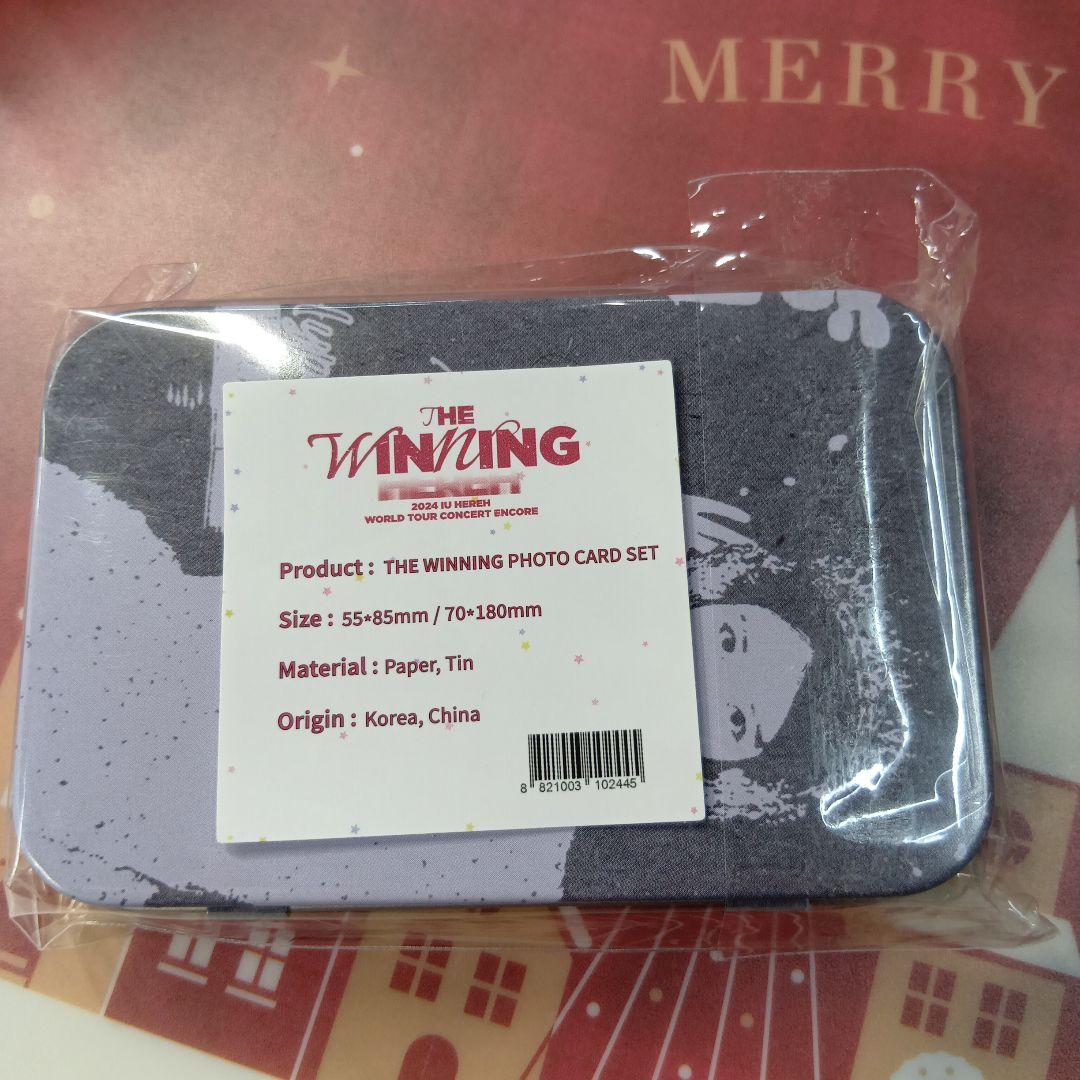 MERRY
THE
WINNING
HEREH
2024 IU HEREH
WORLD TOUR CONCERT ENCORE
Product : THE WINNING PHOTO CARD SET
Size : 55*85mm / 70*180mm
Material : Paper, Tin
Origin : Korea, China
8 821003 102445